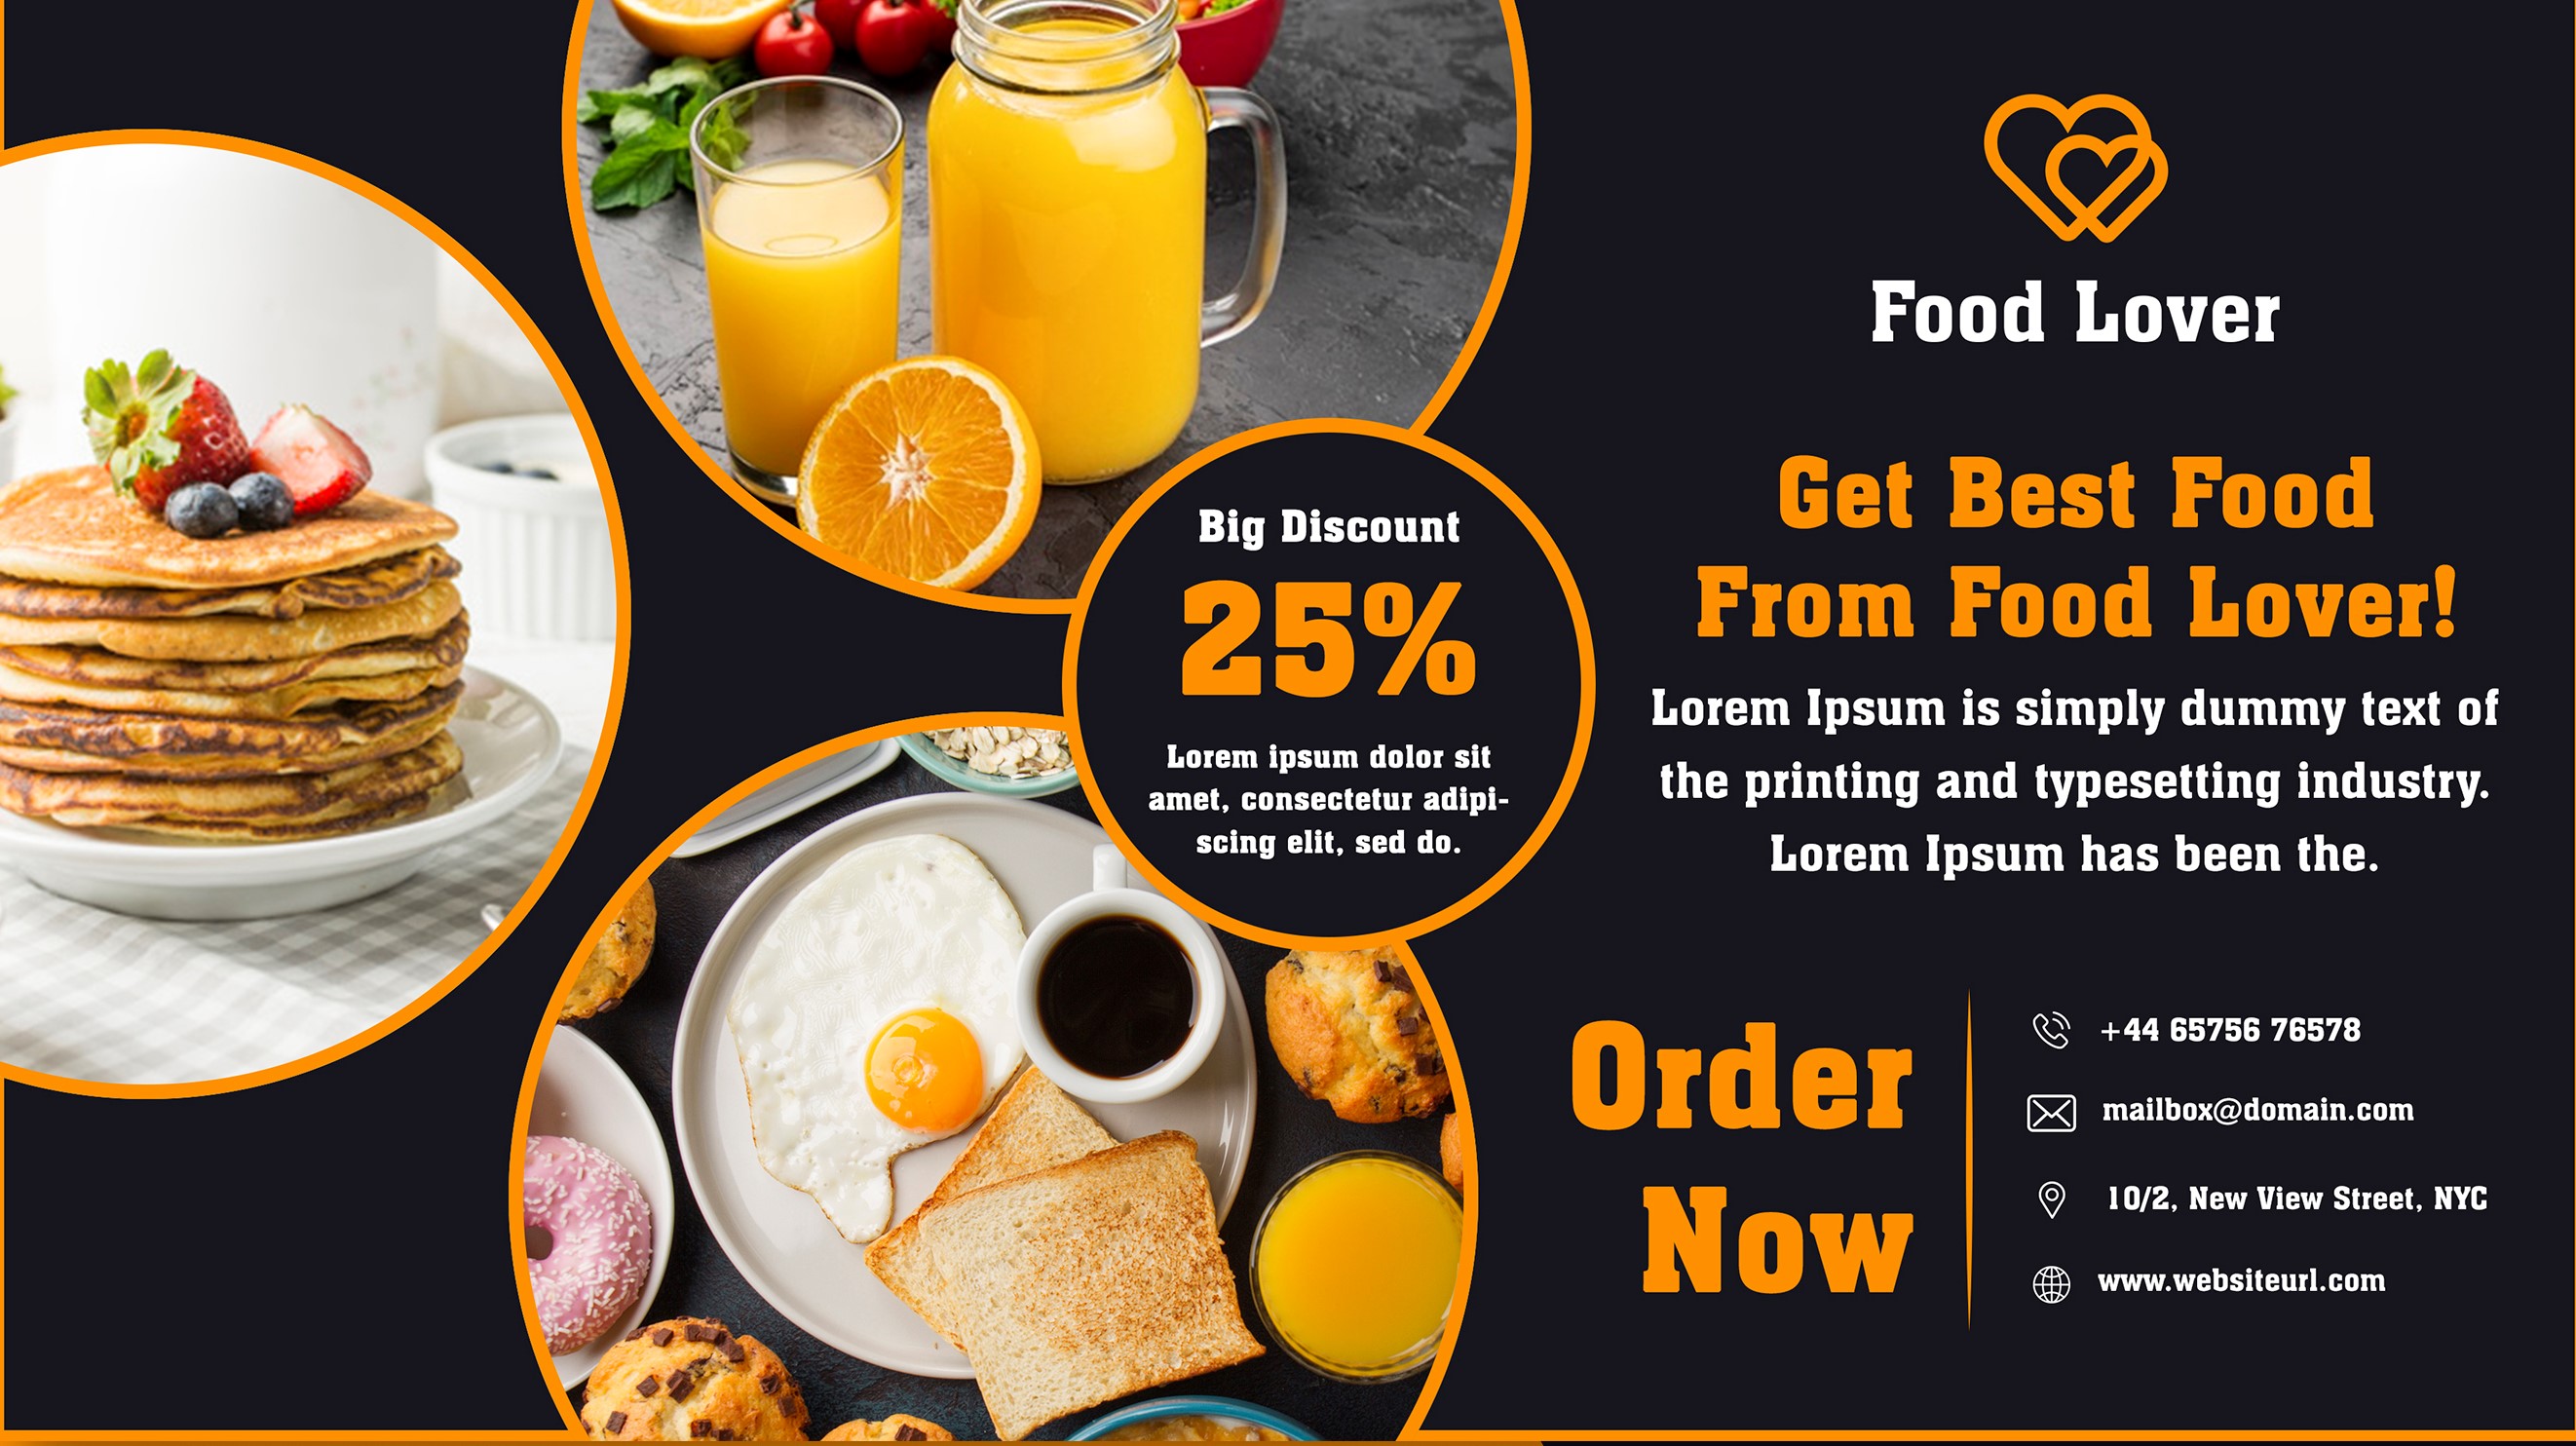 Food Lover
Get Best Food
From Food Lover!
Lorem Ipsum is simply dummy text of
the printing and typesetting industry.
Lorem Ipsum has been the.
Big Discount
25%
Lorem ipsum dolor sit
amet, consectetur adipi-
scing elit, sed do.
Order
Now
+44 65756 76578
mailbox@domain.com
10/2, New View Street, NYC
www.websiteurl.com